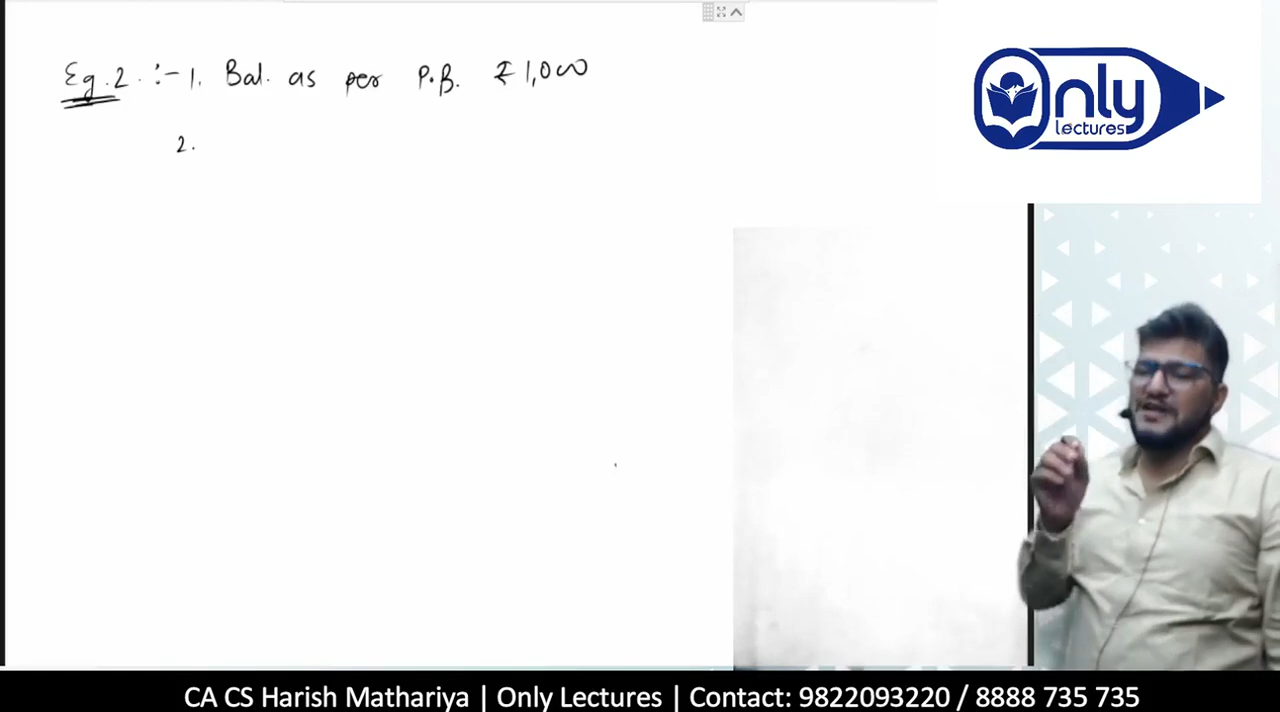 Eg.2 :- 1. Bal. as per P.B. ₹ 1,000
2.
Only
lectures
CA CS Harish Mathariya | Only Lectures | Contact: 9822093220 / 8888 735 735